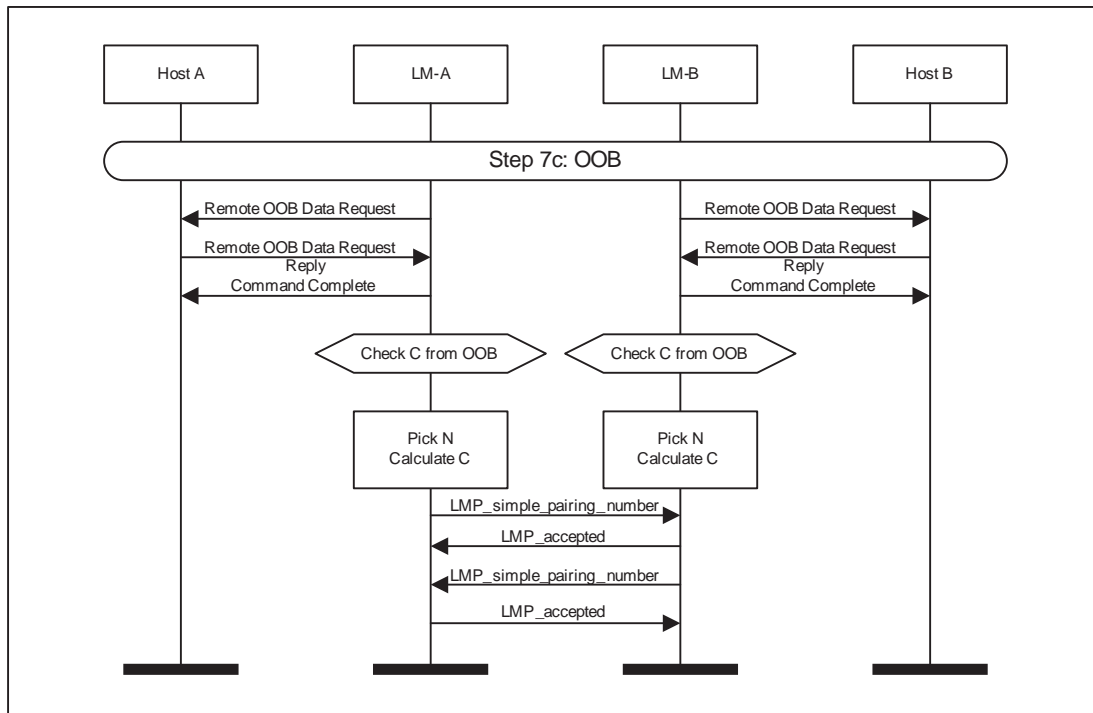 Host A
LM-A
LM-B
Host B
Step 7c: OOB
Remote OOB Data Request
Remote OOB Data Request
Remote OOB Data Request
Reply
Remote OOB Data Request
Reply
Command Complete
Command Complete
Check C from OOB
Check C from OOB
Pick N
Calculate C
Pick N
Calculate C
LMP_simple_pairing_number
LMP_accepted
LMP_simple_pairing_number
LMP_accepted